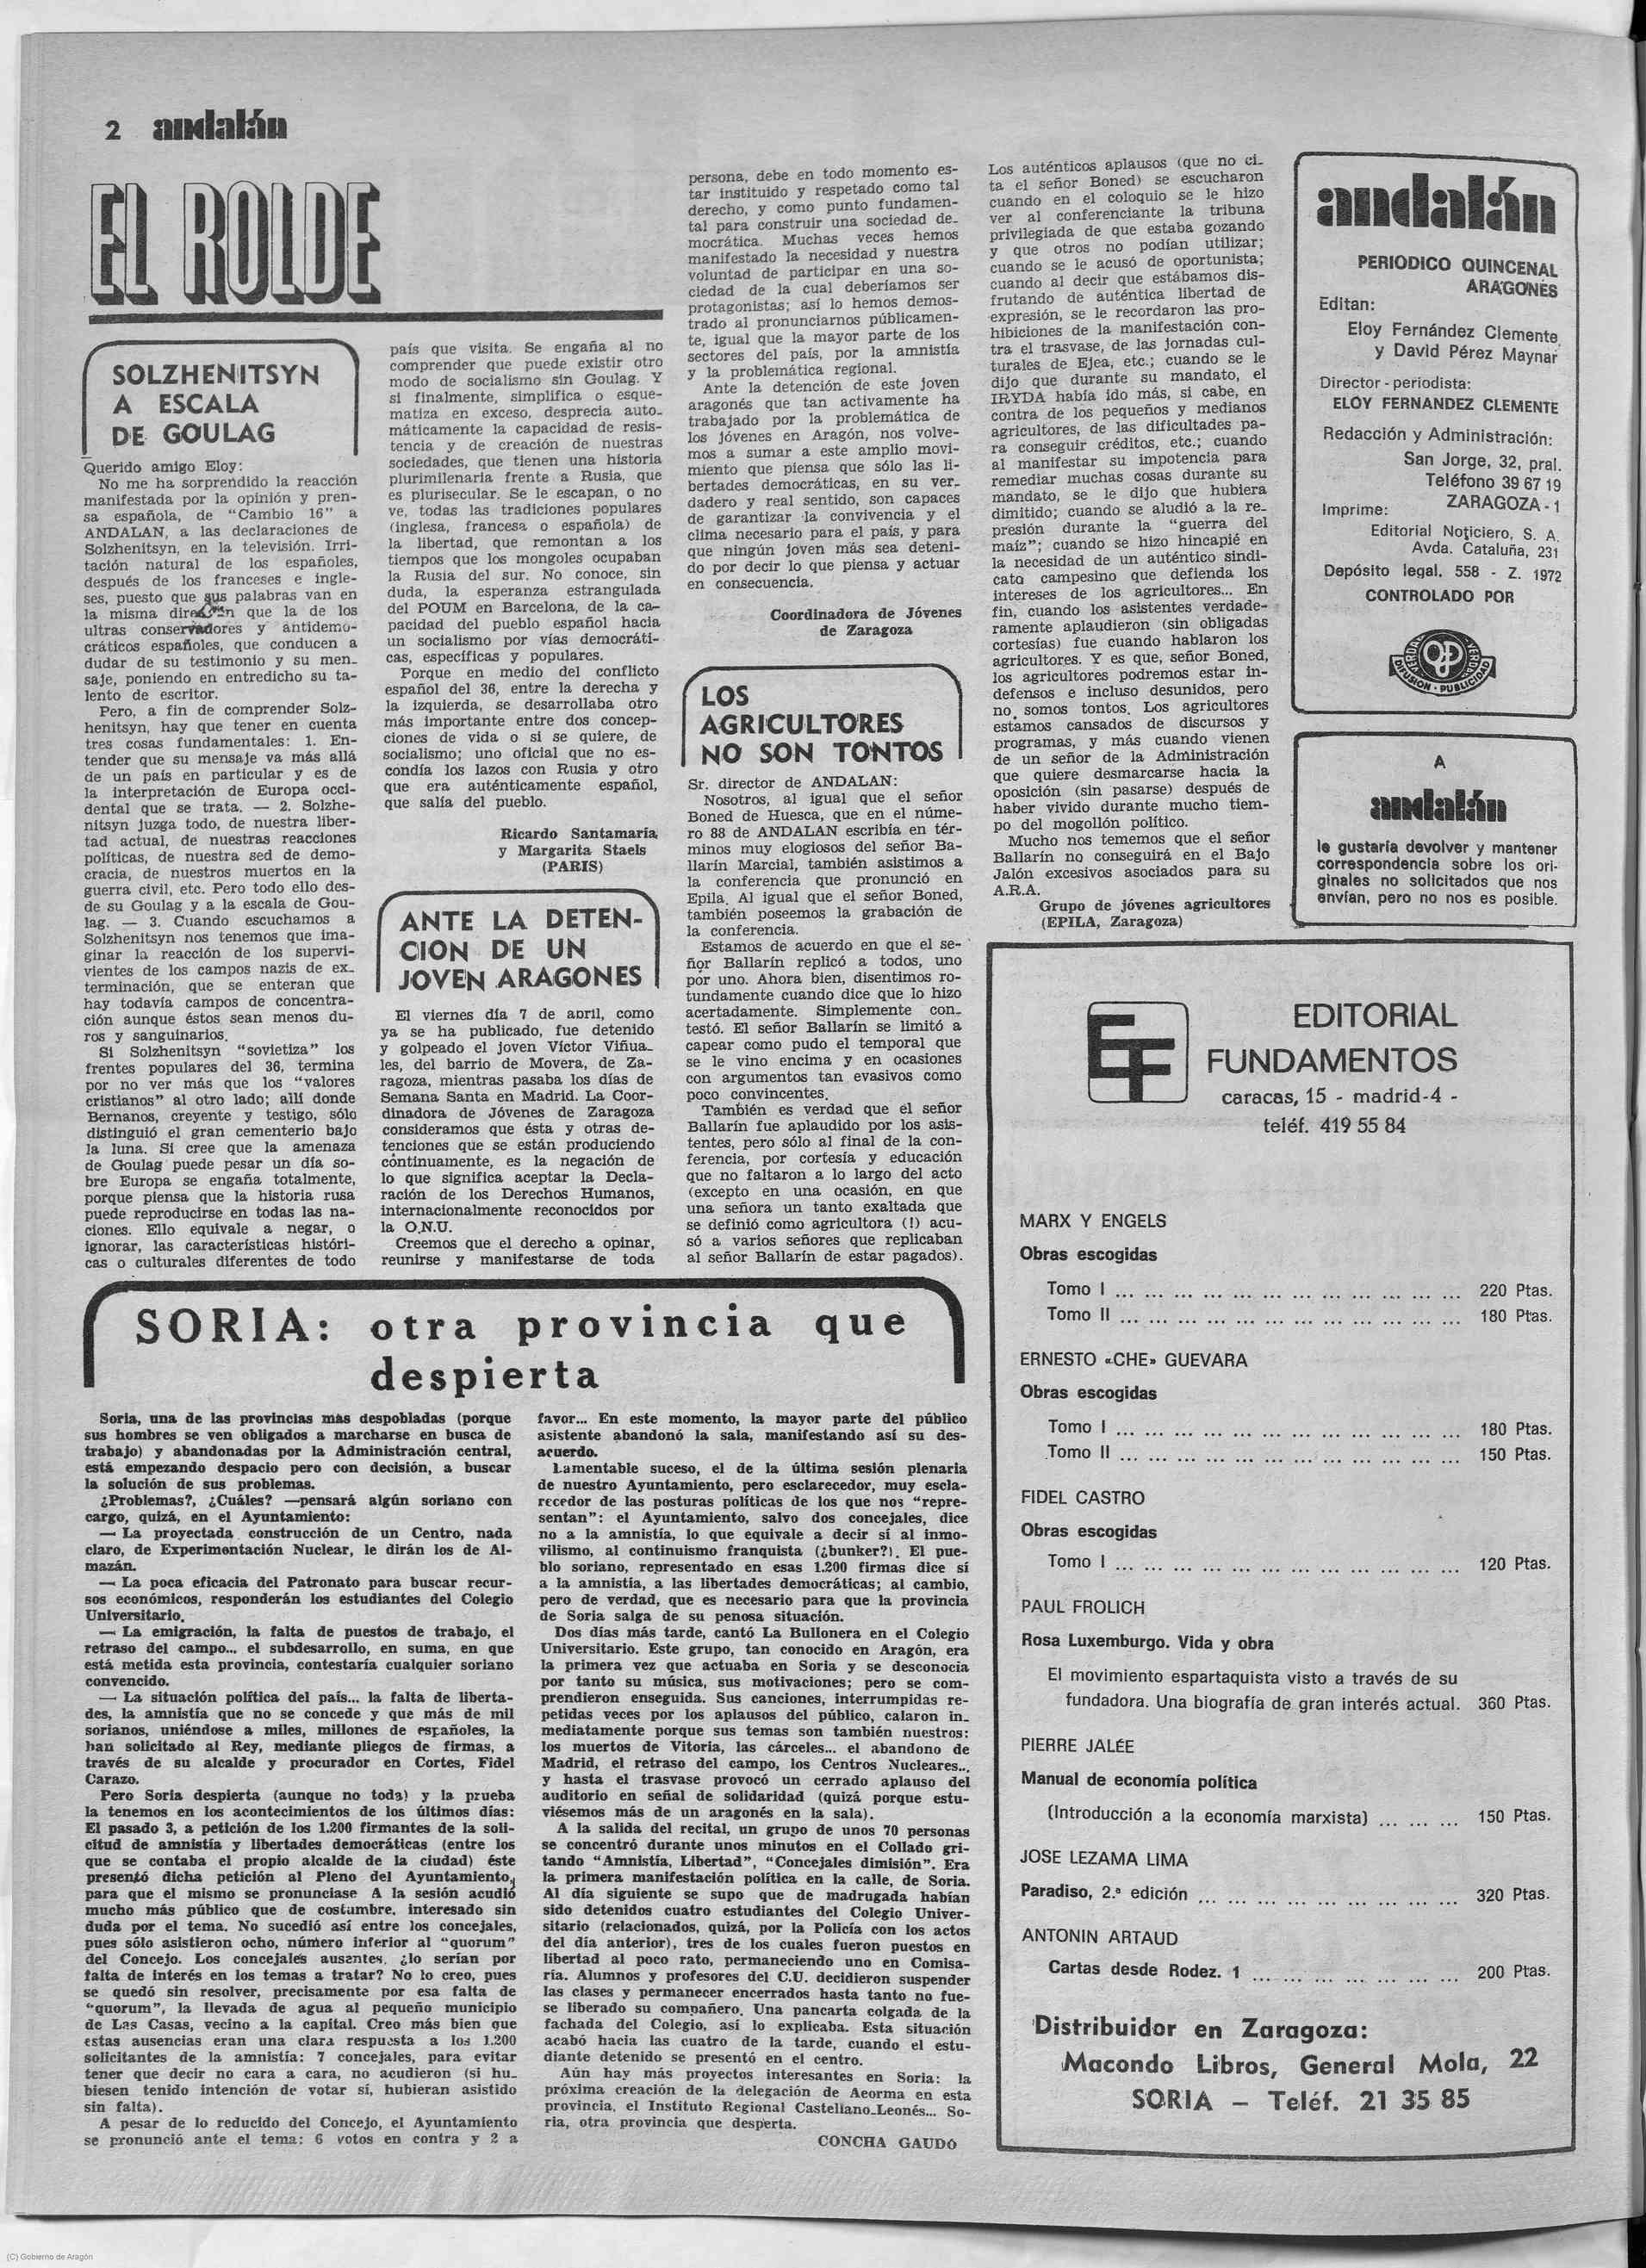 2 andalán
EL ROLDE
SOLZHENITSYN
A ESCALA
DE GOULAG
Querido amigo Eloy:
No me ha sorprendido la reacción
manifestada por la opinión y pren-
sa española, de "Cambio 16" a
ANDALAN, a las declaraciones de
Solzhenitsyn, en la televisión. Irri-
tación natural de los españoles,
después de los franceses e ingle-
ses, puesto que sus palabras van en
la misma que la de los
ultras conservadores y antidemo-
cráticos españoles, que conducen a
dudar de su testimonio y su men-
saje, poniendo en entredicho su ta-
lento de escritor.
Pero, a fin de comprender Solz-
henitsyn, hay que tener en cuenta
tres cosas fundamentales: 1. En-
tender que su mensaje va más allá
de un país en particular y es de
la interpretación de Europa occi-
dental que se trata. — 2. Solzhe-
nitsyn juzga todo, de nuestra liber-
tad actual, de nuestras reacciones
políticas, de nuestra sed de demo-
cracia, de nuestros muertos en la
guerra civil, etc. Pero todo ello des-
de su Goulag y a la escala de Gou-
lag. — 3. Cuando escuchamos a
Solzhenitsyn nos tenemos que ima-
ginar la reacción de los supervi-
vientes de los campos nazis de ex-
terminación, que se enteran que
hay todavía campos de concentra-
ción aunque éstos sean menos du-
ros y sanguinarios.
Si Solzhenitsyn "sovietiza" los
frentes populares del 36, termina
por no ver más que los "valores
cristianos" al otro lado; allí donde
Bernanos, creyente y testigo, sólo
distinguió el gran cementerio bajo
la luna. Si cree que la amenaza
de Goulag puede pesar un día so-
bre Europa se engaña totalmente,
porque piensa que la historia rusa
puede reproducirse en todas las na-
ciones. Ello equivale a negar, o
ignorar, las características históri-
cas o culturales diferentes de todo
país que visita. Se engaña al no
comprender que puede existir otro
modo de socialismo sin Goulag. Y
si finalmente, simplifica o esque-
matiza en exceso, desprecia auto-
máticamente la capacidad de resis-
tencia y de creación de nuestras
sociedades, que tienen una historia
plurimilenaria frente a Rusia, que
es plurisecular. Se le escapan, o no
ve, todas las tradiciones populares
(inglesa, francesa o española) de
la libertad, que remontan a los
tiempos que los mongoles ocupaban
la Rusia del sur. No conoce, sin
duda, la esperanza estrangulada
del POUM en Barcelona, de la ca-
pacidad del pueblo español hacia
un socialismo por vías democráti-
cas, específicas y populares.
Porque en medio del conflicto
español del 36, entre la derecha y
la izquierda, se desarrollaba otro
más importante entre dos concep-
ciones de vida o si se quiere, de
socialismo; uno oficial que no es-
condía los lazos con Rusia y otro
que era auténticamente español,
que salía del pueblo.
Ricardo Santamaría
y Margarita Staels
(PARIS)
ANTE LA DETEN-
CION DE UN
JOVEN ARAGONES
El viernes día 7 de abril, como
ya se ha publicado, fue detenido
y golpeado el joven Víctor Viñua-
les, del barrio de Movera, de Za-
ragoza, mientras pasaba los días de
Semana Santa en Madrid. La Coor-
dinadora de Jóvenes de Zaragoza
consideramos que ésta y otras de-
tenciones que se están produciendo
continuamente, es la negación de
lo que significa aceptar la Decla-
ración de los Derechos Humanos,
internacionalmente reconocidos por
la O.N.U.
Creemos que el derecho a opinar,
reunirse y manifestarse de toda
persona, debe en todo momento es-
tar instituido y respetado como tal
derecho, y como punto fundamen-
tal para construir una sociedad de-
mocrática. Muchas veces hemos
manifestado la necesidad y nuestra
voluntad de participar en una so-
ciedad de la cual deberíamos ser
protagonistas; así lo hemos demos-
trado al pronunciarnos públicamen-
te, igual que la mayor parte de los
sectores del país, por la amnistía
y la problemática regional.
Ante la detención de este joven
aragonés que tan activamente ha
trabajado por la problemática de
los jóvenes en Aragón, nos volve-
mos a sumar a este amplio movi-
miento que piensa que sólo las li-
bertades democráticas, en su ver-
dadero y real sentido, son capaces
de garantizar la convivencia y el
clima necesario para el país, y para
que ningún joven más sea deteni-
do por decir lo que piensa y actuar
en consecuencia.
Coordinadora de Jóvenes
de Zaragoza
LOS
AGRICULTORES
NO SON TONTOS
Sr. director de ANDALAN:
Nosotros, al igual que el señor
Boned de Huesca, que en el núme-
ro 88 de ANDALAN escribía en tér-
minos muy elogiosos del señor Ba-
llarín Marcial, también asistimos a
la conferencia que pronunció en
Epila. Al igual que el señor Boned,
también poseemos la grabación de
la conferencia.
Estamos de acuerdo en que el se-
ñor Ballarín replicó a todos, uno
por uno. Ahora bien, disentimos ro-
tundamente cuando dice que lo hizo
acertadamente. Simplemente con-
testó. El señor Ballarín se limitó a
capear como pudo el temporal que
se le vino encima y en ocasiones
con argumentos tan evasivos como
poco convincentes.
También es verdad que el señor
Ballarín fue aplaudido por los asis-
tentes, pero sólo al final de la con-
ferencia, por cortesía y educación
que no faltaron a lo largo del acto
(excepto en una ocasión, en que
una señora un tanto exaltada que
se definió como agricultora (!) acu-
só a varios señores que replicaban
al señor Ballarín de estar pagados).
Los auténticos aplausos (que no ci-
ta el señor Boned) se escucharon
cuando en el coloquio se le hizo
ver al conferenciante la tribuna
privilegiada de que estaba gozando
y que otros no podían utilizar;
cuando se le acusó de oportunista;
cuando al decir que estábamos dis-
frutando de auténtica libertad de
expresión, se le recordaron las pro-
hibiciones de la manifestación con-
tra el trasvase, de las jornadas cul-
turales de Ejea, etc.; cuando se le
dijo que durante su mandato, el
IRYDA había ido más, si cabe, en
contra de los pequeños y medianos
agricultores, de las dificultades pa-
ra conseguir créditos, etc.; cuando
al manifestar su impotencia para
remediar muchas cosas durante su
mandato, se le dijo que hubiera
dimitido; cuando se aludió a la re-
presión durante la "guerra del
maíz"; cuando se hizo hincapié en
la necesidad de un auténtico sindi-
cato campesino que defienda los
intereses de los agricultores... En
fin, cuando los asistentes verdade-
ramente aplaudieron (sin obligadas
cortesías) fue cuando hablaron los
agricultores. Y es que, señor Boned,
los agricultores podremos estar in-
defensos e incluso desunidos, pero
no somos tontos. Los agricultores
estamos cansados de discursos y
programas, y más cuando vienen
de un señor de la Administración
que quiere desmarcarse hacia la
oposición (sin pasarse) después de
haber vivido durante mucho tiem-
po del mogollón político.
Mucho nos tememos que el señor
Ballarín no conseguirá en el Bajo
Jalón excesivos asociados para su
A.R.A.
Grupo de jóvenes agricultores
(EPILA, Zaragoza)
andalán
PERIODICO QUINCENAL
ARAGONÉS
Editan:
Eloy Fernández Clemente
y David Pérez Maynar
Director - periodista:
ELOY FERNANDEZ CLEMENTE
Redacción y Administración:
San Jorge, 32, pral.
Teléfono 39 67 19
ZARAGOZA - 1
Imprime:
Editorial Noticiero, S. A.
Avda. Cataluña, 231
Depósito legal. 558 - Z. 1972
CONTROLADO POR
OJD
DIFUSION · PUBLICIDAD
A
andalán
le gustaría devolver y mantener
correspondencia sobre los ori-
ginales no solicitados que nos
envían, pero no nos es posible.
SORIA: otra provincia que
despierta
Soria, una de las provincias más despobladas (porque
sus hombres se ven obligados a marcharse en busca de
trabajo) y abandonadas por la Administración central,
está empezando despacio pero con decisión, a buscar
la solución de sus problemas.
¿Problemas?, ¿Cuáles? —pensará algún soriano con
cargo, quizá, en el Ayuntamiento:
— La proyectada construcción de un Centro, nada
claro, de Experimentación Nuclear, le dirán los de Al-
mazán.
— La poca eficacia del Patronato para buscar recur-
sos económicos, responderán los estudiantes del Colegio
Universitario.
— La emigración, la falta de puestos de trabajo, el
retraso del campo... el subdesarrollo, en suma, en que
está metida esta provincia, contestaría cualquier soriano
convencido.
— La situación política del país... la falta de liberta-
des, la amnistía que no se concede y que más de mil
sorianos, uniéndose a miles, millones de españoles, la
han solicitado al Rey, mediante pliegos de firmas, a
través de su alcalde y procurador en Cortes, Fidel
Carazo.
Pero Soria despierta (aunque no toda) y la prueba
la tenemos en los acontecimientos de los últimos días:
El pasado 3, a petición de los 1.200 firmantes de la soli-
citud de amnistía y libertades democráticas (entre los
que se contaba el propio alcalde de la ciudad) éste
presentó dicha petición al Pleno del Ayuntamiento,
para que el mismo se pronunciase A la sesión acudió
mucho más público que de costumbre, interesado sin
duda por el tema. No sucedió así entre los concejales,
pues sólo asistieron ocho, número inferior al "quorum"
del Concejo. Los concejales ausentes, ¿lo serían por
falta de interés en los temas a tratar? No lo creo, pues
se quedó sin resolver, precisamente por esa falta de
"quorum", la llevada de agua al pequeño municipio
de Las Casas, vecino a la capital. Creo más bien que
estas ausencias eran una clara respuesta a los 1.200
solicitantes de la amnistía: 7 concejales, para evitar
tener que decir no cara a cara, no acudieron (si hu-
biesen tenido intención de votar sí, hubieran asistido
sin falta).
A pesar de lo reducido del Concejo, el Ayuntamiento
se pronunció ante el tema: 6 votos en contra y 2 a
favor... En este momento, la mayor parte del público
asistente abandonó la sala, manifestando así su des-
acuerdo.
Lamentable suceso, el de la última sesión plenaria
de nuestro Ayuntamiento, pero esclarecedor, muy escla-
recedor de las posturas políticas de los que nos "repre-
sentan": el Ayuntamiento, salvo dos concejales, dice
no a la amnistía, lo que equivale a decir sí al inmo-
vilismo, al continuismo franquista (¿bunker?). El pue-
blo soriano, representado en esas 1.200 firmas dice sí
a la amnistía, a las libertades democráticas; al cambio,
pero de verdad, que es necesario para que la provincia
de Soria salga de su penosa situación.
Dos días más tarde, cantó La Bullonera en el Colegio
Universitario. Este grupo, tan conocido en Aragón, era
la primera vez que actuaba en Soria y se desconocía
por tanto su música, sus motivaciones; pero se com-
prendieron enseguida. Sus canciones, interrumpidas re-
petidas veces por los aplausos del público, calaron in-
mediatamente porque sus temas son también nuestros:
los muertos de Vitoria, las cárceles... el abandono de
Madrid, el retraso del campo, los Centros Nucleares...
y hasta el trasvase provocó un cerrado aplauso del
auditorio en señal de solidaridad (quizá porque estu-
viésemos más de un aragonés en la sala).
A la salida del recital, un grupo de unos 70 personas
se concentró durante unos minutos en el Collado gri-
tando "Amnistía, Libertad", "Concejales dimisión". Era
la primera manifestación política en la calle, de Soria.
Al día siguiente se supo que de madrugada habían
sido detenidos cuatro estudiantes del Colegio Univer-
sitario (relacionados, quizá, por la Policía con los actos
del día anterior), tres de los cuales fueron puestos en
libertad al poco rato, permaneciendo uno en Comisa-
ría. Alumnos y profesores del C.U. decidieron suspender
las clases y permanecer encerrados hasta tanto no fue-
se liberado su compañero. Una pancarta colgada de la
fachada del Colegio, así lo explicaba. Esta situación
acabó hacia las cuatro de la tarde, cuando el estu-
diante detenido se presentó en el centro.
Aún hay más proyectos interesantes en Soria: la
próxima creación de la delegación de Aeorma en esta
provincia, el Instituto Regional Castellano-Leonés... So-
ria, otra provincia que despierta.
CONCHA GAUDÓ
EDITORIAL
FUNDAMENTOS
caracas, 15 - madrid-4 -
teléf. 419 55 84
MARX Y ENGELS
Obras escogidas
Tomo I ... ... ... ... ... ... ... ... ... ... ... ... 220 Ptas.
Tomo II ... ... ... ... ... ... ... ... ... ... ... ... 180 Ptas.
ERNESTO «CHE» GUEVARA
Obras escogidas
Tomo I ... ... ... ... ... ... ... ... ... ... ... ... 180 Ptas.
Tomo II ... ... ... ... ... ... ... ... ... ... ... ... 150 Ptas.
FIDEL CASTRO
Obras escogidas
Tomo I ... ... ... ... ... ... ... ... ... ... ... ... 120 Ptas.
PAUL FROLICH
Rosa Luxemburgo. Vida y obra
El movimiento espartaquista visto a través de su
fundadora. Una biografía de gran interés actual. 360 Ptas.
PIERRE JALÉE
Manual de economía política
(Introducción a la economía marxista) ... ... ... 150 Ptas.
JOSE LEZAMA LIMA
Paradiso, 2.ª edición ... ... ... ... ... ... ... ... ... 320 Ptas.
ANTONIN ARTAUD
Cartas desde Rodez. 1 ... ... ... ... ... ... ... 200 Ptas.
Distribuidor en Zaragoza:
Macondo Libros, General Mola, 22
SORIA — Teléf. 21 35 85
(C) Gobierno de Aragón